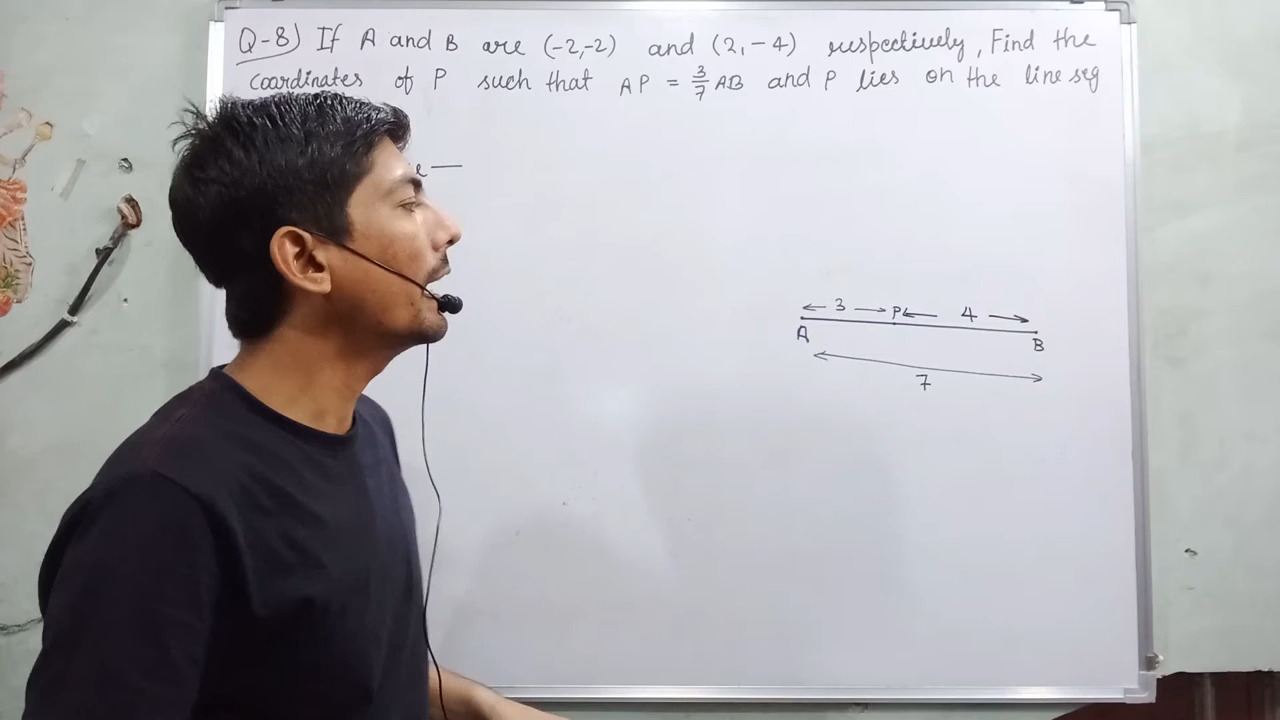 Q-8) If A and B are (-2,-2) and (2,-4) respectively, Find the
coordinates of P such that AP = 3/7 AB and P lies on the line seg
3 P 4
A B
7